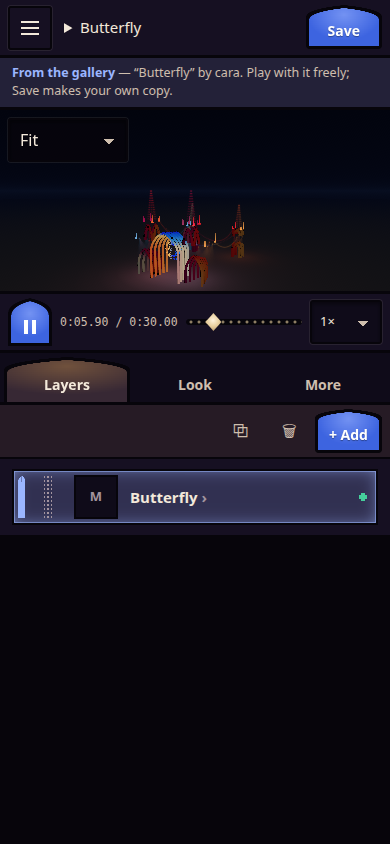 Butterfly
Save
From the gallery — “Butterfly” by cara. Play with it freely;
Save makes your own copy.
Fit
0:05.90 / 0:30.00
1×
Layers
Look
More
+ Add
M
Butterfly ›